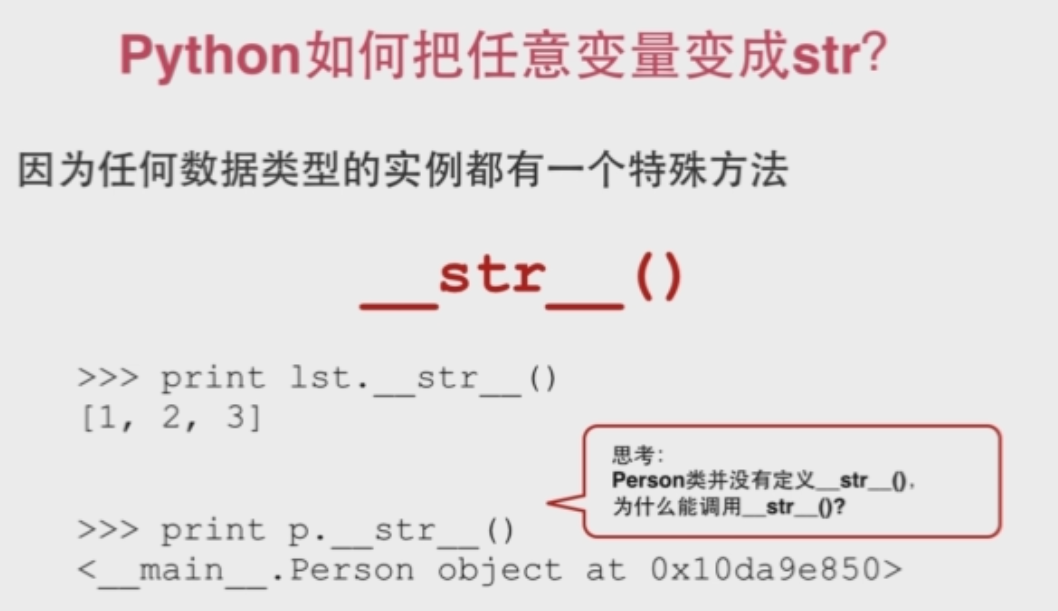 Python如何把任意变量变成str?
因为任何数据类型的实例都有一个特殊方法
__str__()
>>> print lst.__str__()
[1, 2, 3]
思考:
Person类并没有定义__str__(),
为什么能调用__str__()?
>>> print p.__str__()
<__main__.Person object at 0x10da9e850>